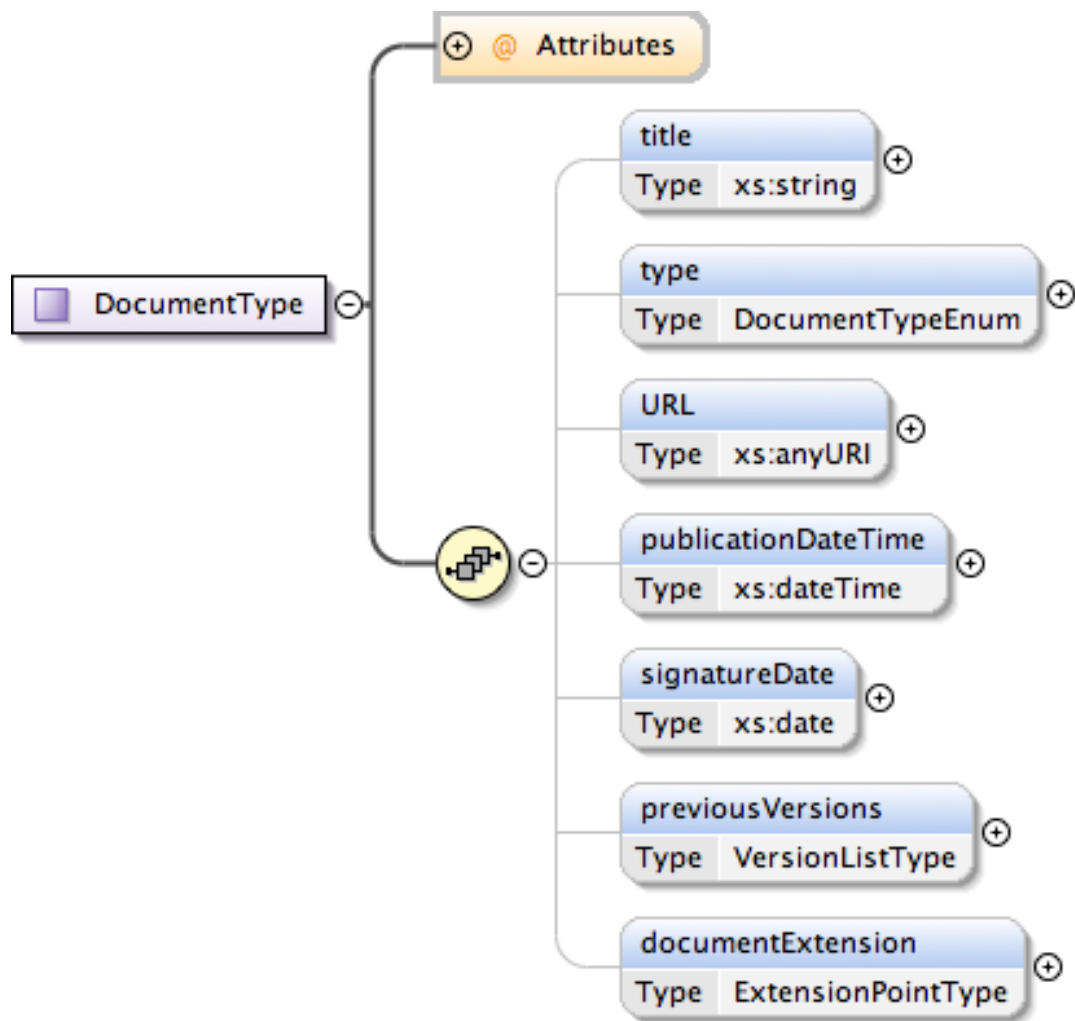 @ Attributes
title
Type xs:string
type
Type DocumentTypeEnum
DocumentType
URL
Type xs:anyURI
publicationDateTime
Type xs:dateTime
signatureDate
Type xs:date
previousVersions
Type VersionListType
documentExtension
Type ExtensionPointType